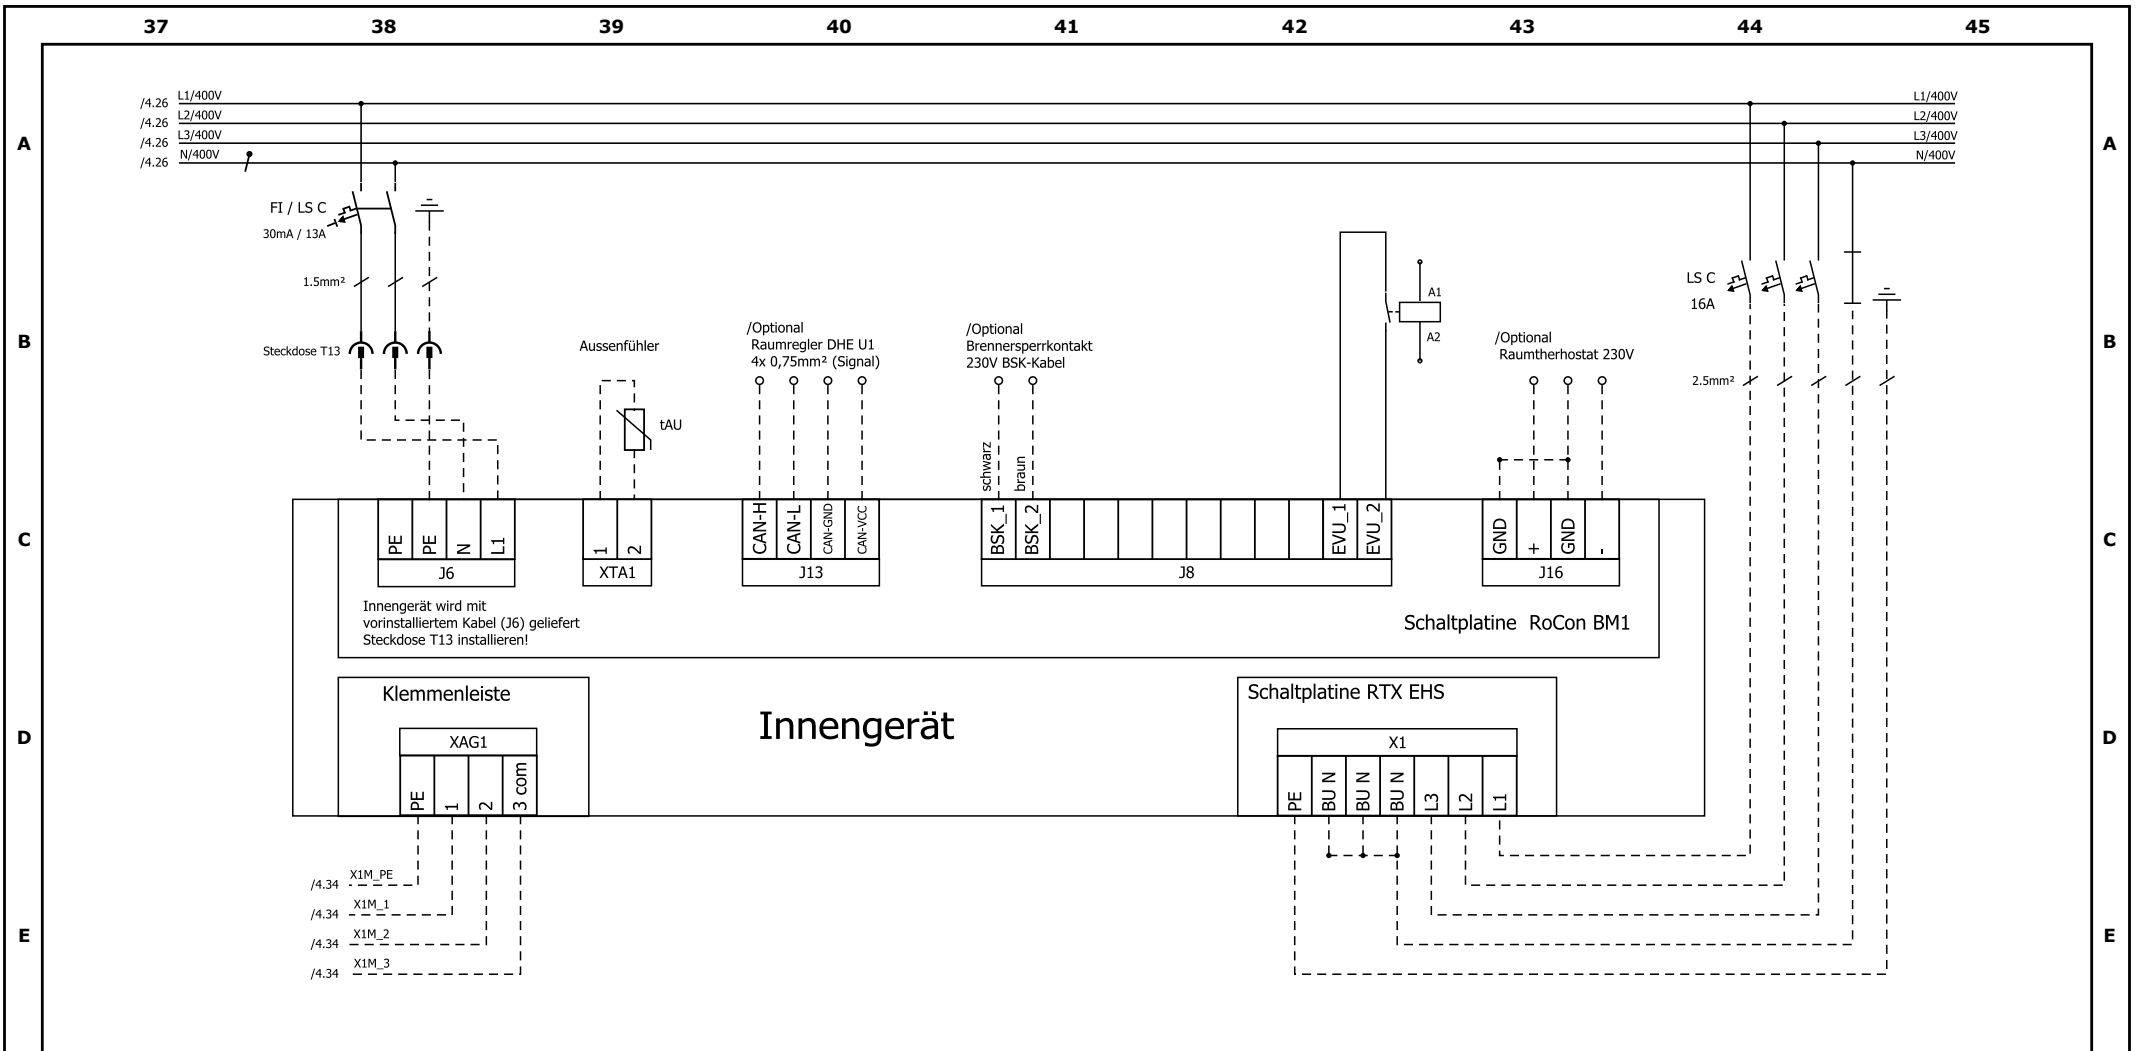 37 38 39 40 41 42 43 44 45
/4.26 L1/400V L1/400V
/4.26 L2/400V L2/400V
A /4.26 L3/400V L3/400V A
/4.26 N/400V N/400V
FI / LS C
30mA / 13A
1.5mm²
LS C
16A
A1
A2
B B
Steckdose T13
Aussenfühler
/Optional
Raumregler DHE U1
4x 0,75mm² (Signal)
/Optional
Brennersperrkontakt
230V BSK-Kabel
/Optional
Raumtherhostat 230V
2.5mm²
tAU
schwarz
braun
C C
PE PE N L1
J6
1 2
XTA1
CAN-H CAN-L CAN-GND CAN-VCC
J13
BSK_1 BSK_2 EVU_1 EVU_2
J8
GND + GND -
J16
Innengerät wird mit
vorinstalliertem Kabel (J6) geliefert
Steckdose T13 installieren!
Schaltplatine RoCon BM1
Klemmenleiste
Innengerät
Schaltplatine RTX EHS
D D
XAG1
PE 1 2 3 com
X1
PE BU N BU N BU N L3 L2 L1
/4.34 X1M_PE
/4.34 X1M_1
E E
/4.34 X1M_2
/4.34 X1M_3